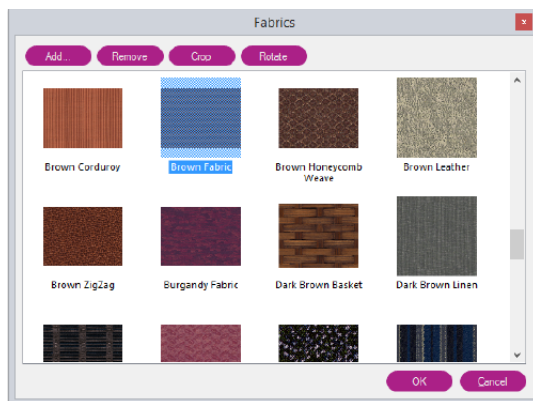 Fabrics
x
Add... Remove Crop Rotate
Brown Corduroy Brown Fabric Brown Honeycomb Weave Brown Leather
Brown ZigZag Burgandy Fabric Dark Brown Basket Dark Brown Linen
OK Cancel